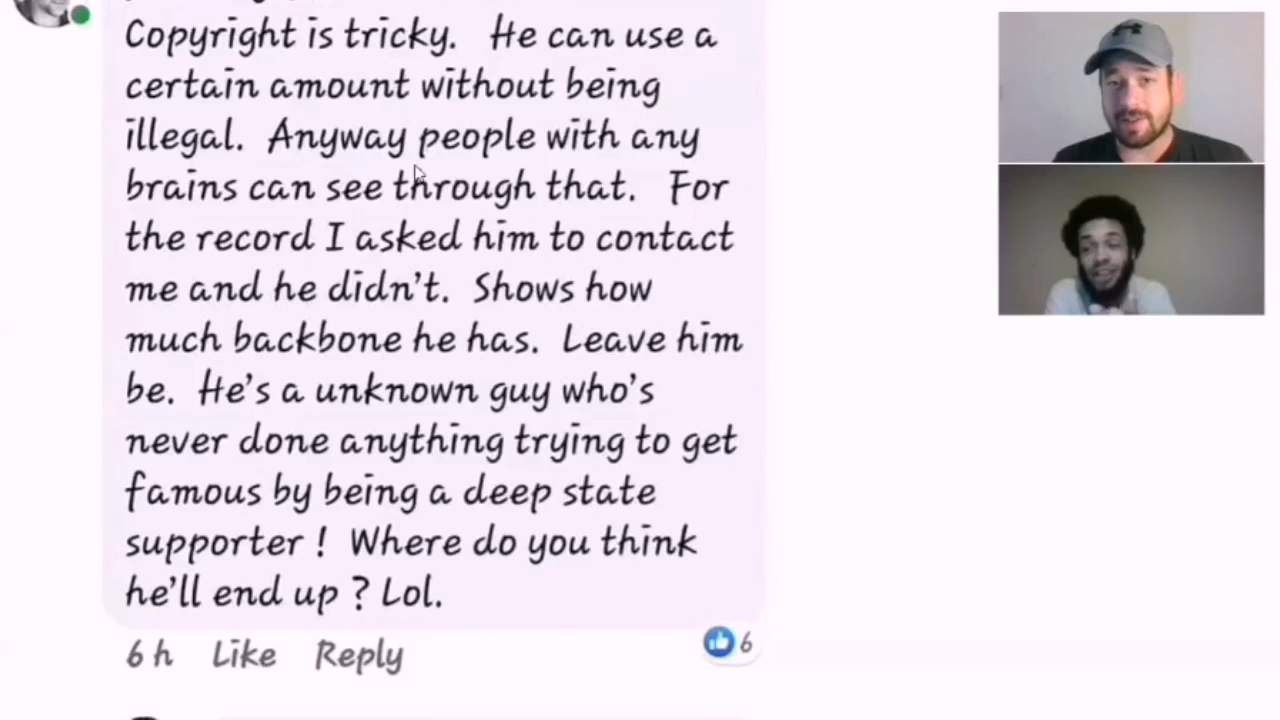 Copyright is tricky. He can use a
certain amount without being
illegal. Anyway people with any
brains can see through that. For
the record I asked him to contact
me and he didn't. Shows how
much backbone he has. Leave him
be. He's a unknown guy who's
never done anything trying to get
famous by being a deep state
supporter ! Where do you think
he'll end up ? Lol.
6 h Like Reply 6